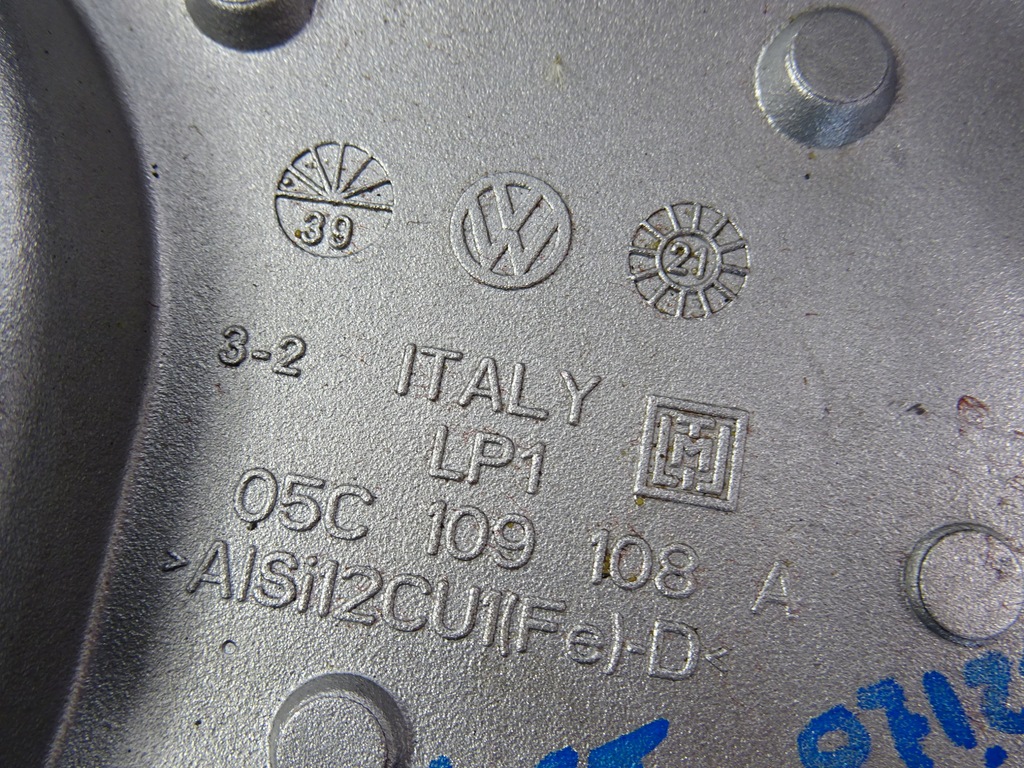 39
21
3-2
ITALY
LP1
05C 109 108 A
>AlSi12CU1(Fe)-D<